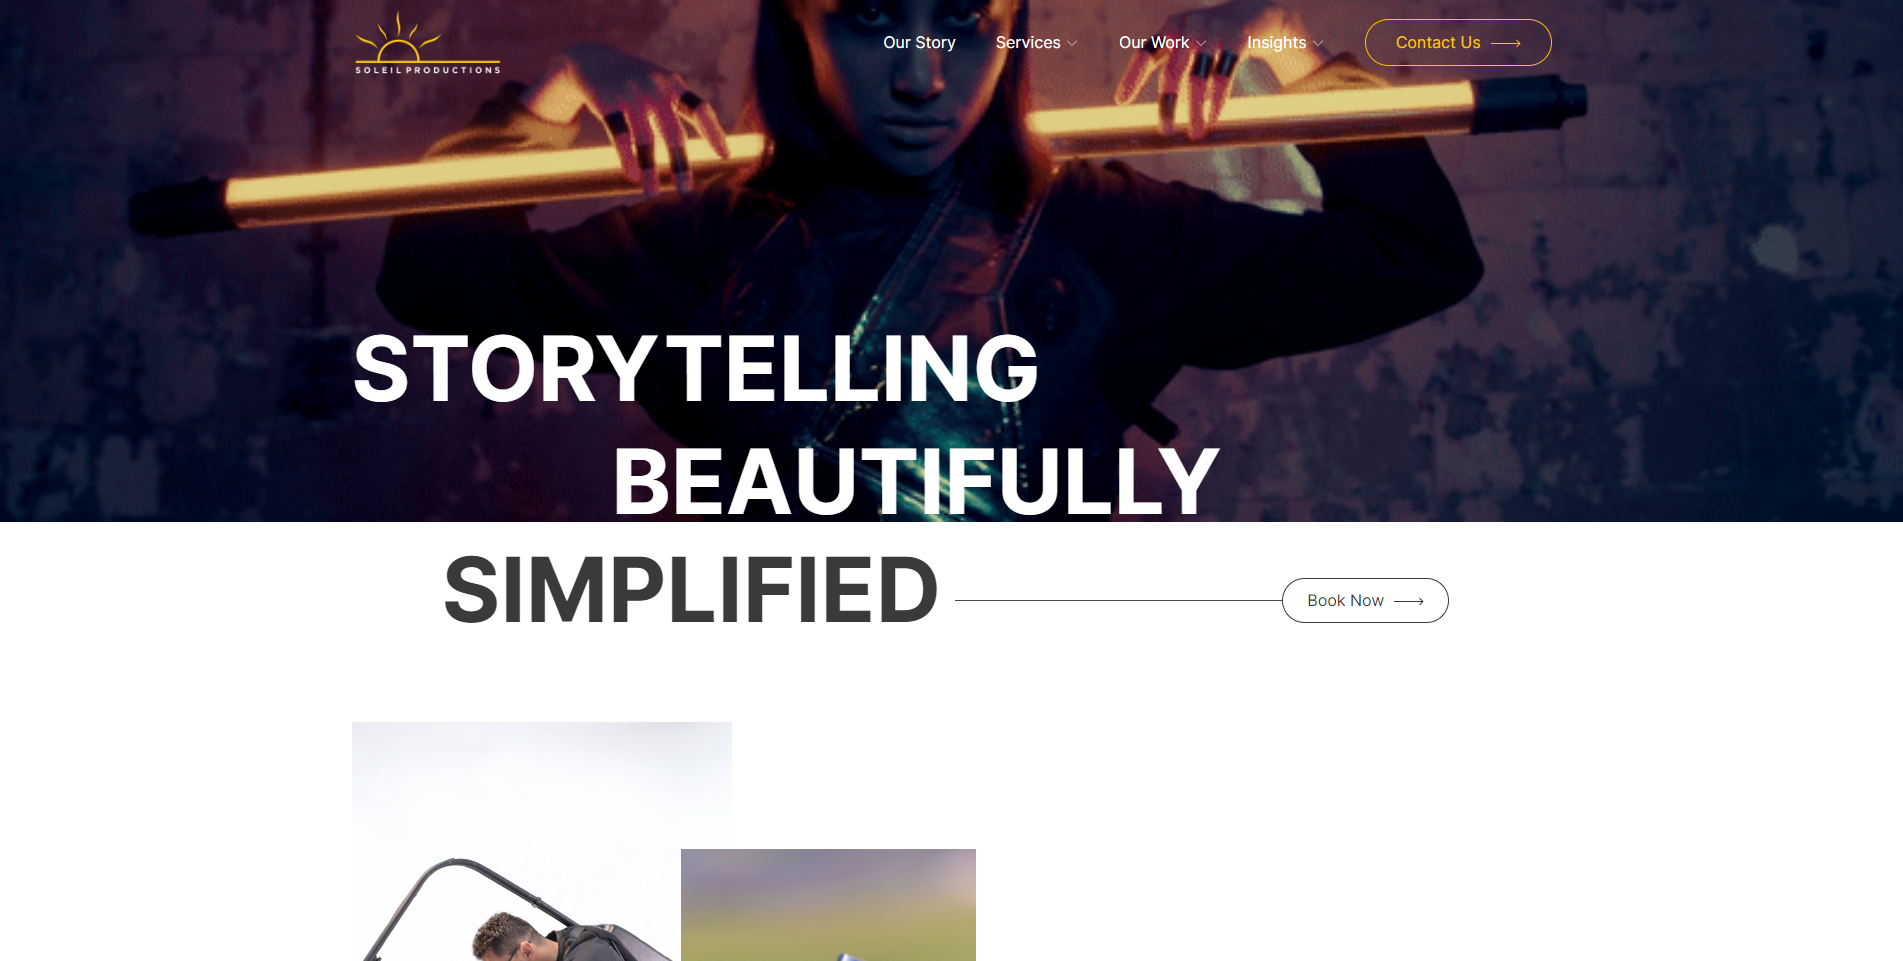 SOLEIL PRODUCTIONS
Our Story
Services
Our Work
Insights
Contact Us
STORYTELLING
BEAUTIFULLY
SIMPLIFIED
Book Now